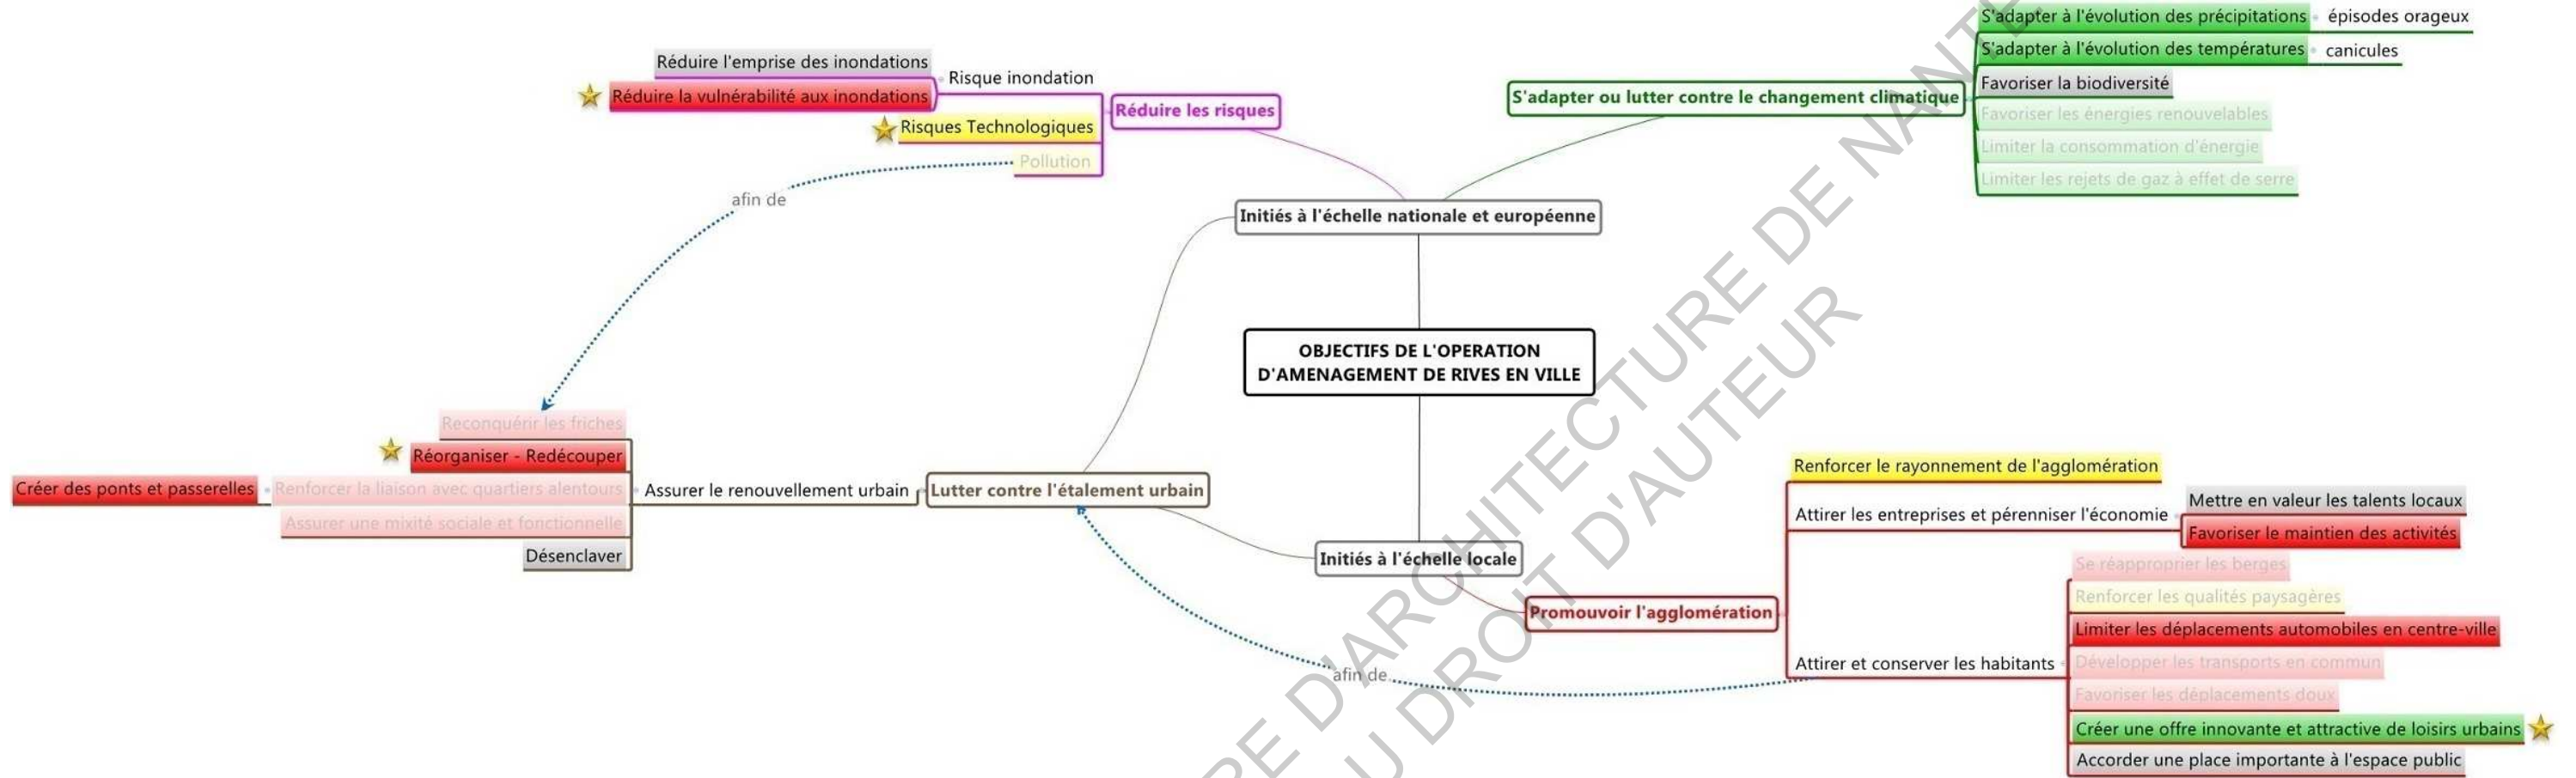 S'adapter à l'évolution des précipitations
épisodes orageux
S'adapter à l'évolution des températures
canicules
Favoriser la biodiversité
Favoriser les énergies renouvelables
Limiter la consommation d'énergie
Limiter les rejets de gaz à effet de serre
S'adapter ou lutter contre le changement climatique
Réduire l'emprise des inondations
Réduire la vulnérabilité aux inondations
Risque inondation
Risques Technologiques
Pollution
Réduire les risques
afin de
Initiés à l'échelle nationale et européenne
OBJECTIFS DE L'OPERATION
D'AMENAGEMENT DE RIVES EN VILLE
Reconquérir les friches
Réorganiser - Redécouper
Créer des ponts et passerelles
Renforcer la liaison avec quartiers alentours
Assurer une mixité sociale et fonctionnelle
Désenclaver
Assurer le renouvellement urbain
Lutter contre l'étalement urbain
Initiés à l'échelle locale
Promouvoir l'agglomération
afin de
Renforcer le rayonnement de l'agglomération
Attirer les entreprises et pérenniser l'économie
Mettre en valeur les talents locaux
Favoriser le maintien des activités
Attirer et conserver les habitants
Se réapproprier les berges
Renforcer les qualités paysagères
Limiter les déplacements automobiles en centre-ville
Développer les transports en commun
Favoriser les déplacements doux
Créer une offre innovante et attractive de loisirs urbains
Accorder une place importante à l'espace public
D'ARCHITECTURE DE NANTE
DROIT D'AUTEUR